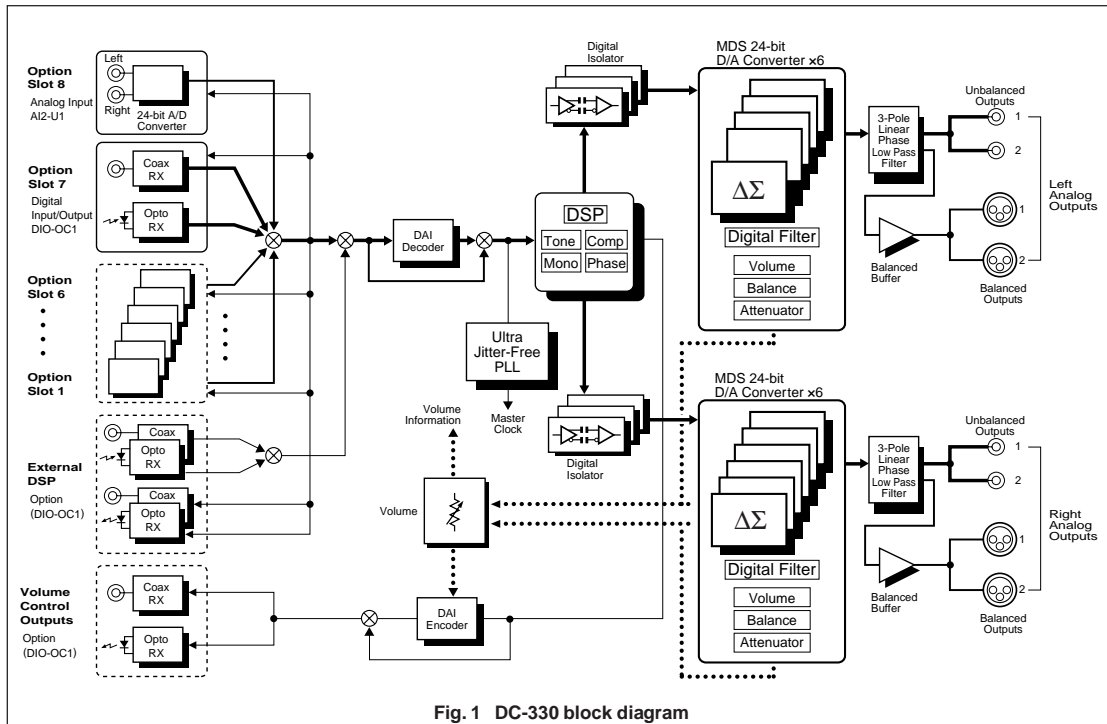 Option
Slot 8
Analog Input
AI2-U1
Left
Right
24-bit A/D
Converter
Option
Slot 7
Digital
Input/Output
DIO-OC1
Coax
RX
Opto
RX
Option
Slot 6
Option
Slot 1
External
DSP
Option
(DIO-OC1)
Coax
Opto
RX
Coax
Opto
RX
Volume
Control
Outputs
Option
(DIO-OC1)
Coax
RX
Opto
RX
DAI
Decoder
Ultra
Jitter-Free
PLL
Master
Clock
Volume
Information
Volume
DAI
Encoder
Digital
Isolator
DSP
Tone
Comp
Mono
Phase
Digital
Isolator
MDS 24-bit
D/A Converter ×6
ΔΣ
Digital Filter
Volume
Balance
Attenuator
3-Pole
Linear
Phase
Low Pass
Filter
Unbalanced
Outputs
1
2
Left
Analog
Outputs
1
2
Balanced
Buffer
Balanced
Outputs
MDS 24-bit
D/A Converter ×6
ΔΣ
Digital Filter
Volume
Balance
Attenuator
3-Pole
Linear
Phase
Low Pass
Filter
Unbalanced
Outputs
1
2
Right
Analog
Outputs
1
2
Balanced
Buffer
Balanced
Outputs
Fig. 1 DC-330 block diagram